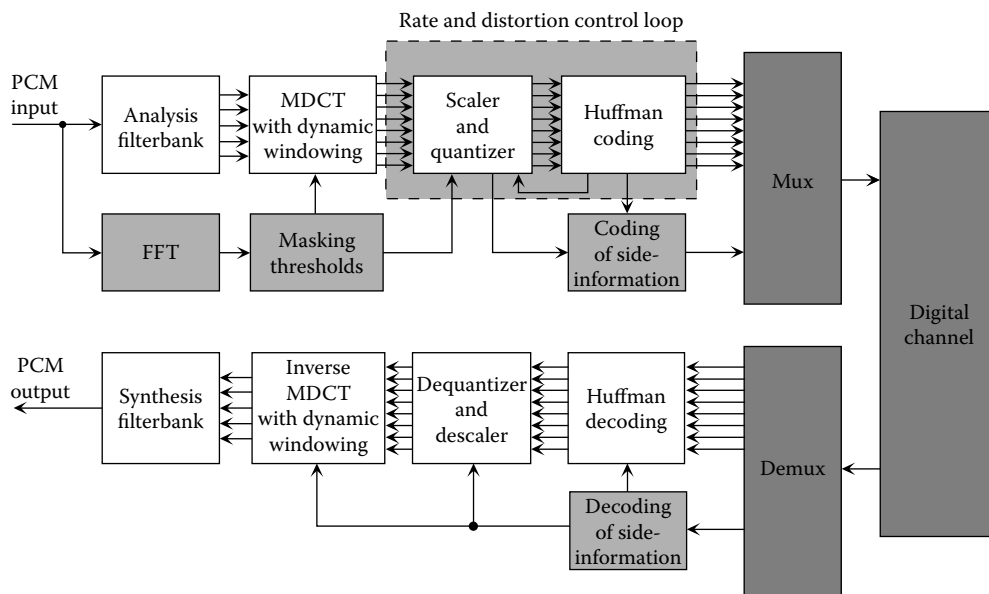 Rate and distortion control loop
PCM
input
Analysis
filterbank
MDCT
with dynamic
windowing
Scaler
and
quantizer
Huffman
coding
Mux
FFT
Masking
thresholds
Coding
of side-
information
Digital
channel
PCM
output
Synthesis
filterbank
Inverse
MDCT
with dynamic
windowing
Dequantizer
and
descaler
Huffman
decoding
Demux
Decoding
of side-
information